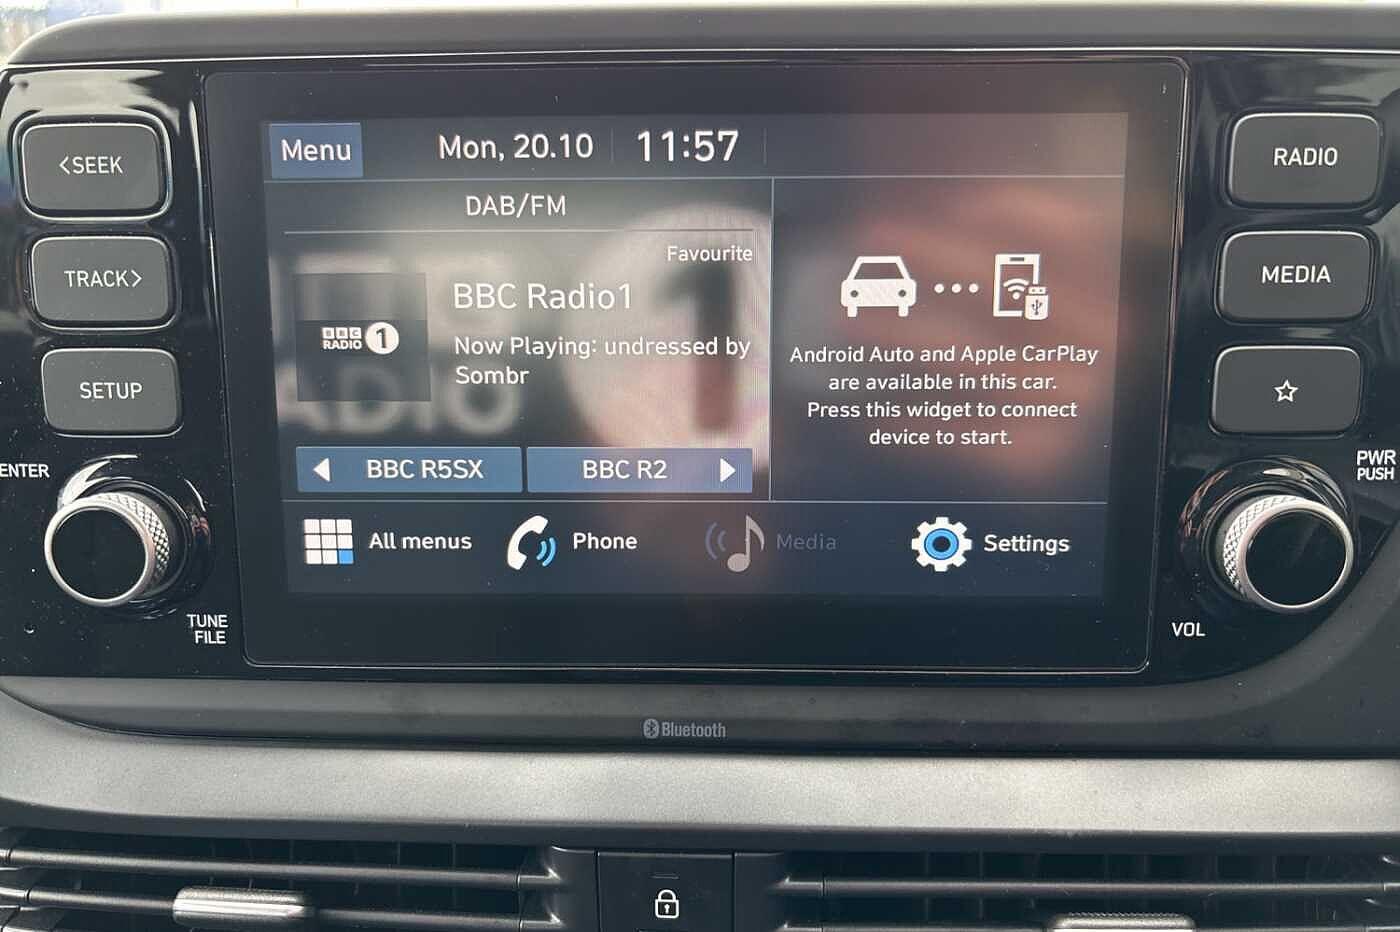 <SEEK
TRACK>
SETUP
ENTER
TUNE
FILE
Menu
Mon, 20.10
11:57
DAB/FM
Favourite
BBC
RADIO 1
BBC Radio1
Now Playing: undressed by
Sombr
BBC R5SX
BBC R2
Android Auto and Apple CarPlay
are available in this car.
Press this widget to connect
device to start.
All menus
Phone
Media
Settings
RADIO
MEDIA
PWR
PUSH
VOL
Bluetooth